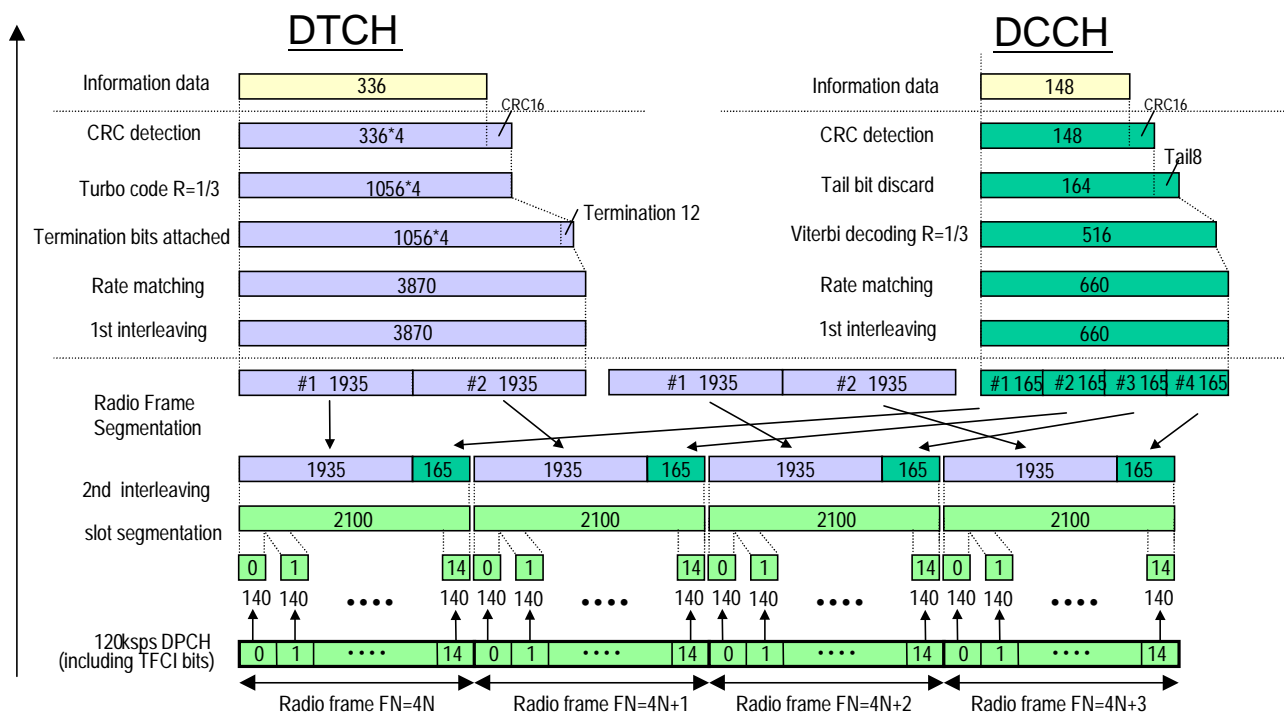 DTCH
DCCH
Information data
336
Information data
148
CRC16
CRC16
CRC detection
336*4
CRC detection
148
Tail8
Turbo code R=1/3
1056*4
Tail bit discard
164
Termination 12
Termination bits attached
1056*4
Viterbi decoding R=1/3
516
Rate matching
3870
Rate matching
660
1st interleaving
3870
1st interleaving
660
#1 1935
#2 1935
#1 1935
#2 1935
#1 165
#2 165
#3 165
#4 165
Radio Frame
Segmentation
1935
165
1935
165
1935
165
1935
165
2nd interleaving
2100
2100
2100
2100
slot segmentation
0
1
14
0
1
14
0
1
14
0
1
14
140
140
••••
140
140
140
••••
140
140
140
••••
140
140
140
••••
140
120ksps DPCH
(including TFCI bits)
0
1
••••
14
0
1
••••
14
0
1
••••
14
0
1
••••
14
Radio frame FN=4N
Radio frame FN=4N+1
Radio frame FN=4N+2
Radio frame FN=4N+3